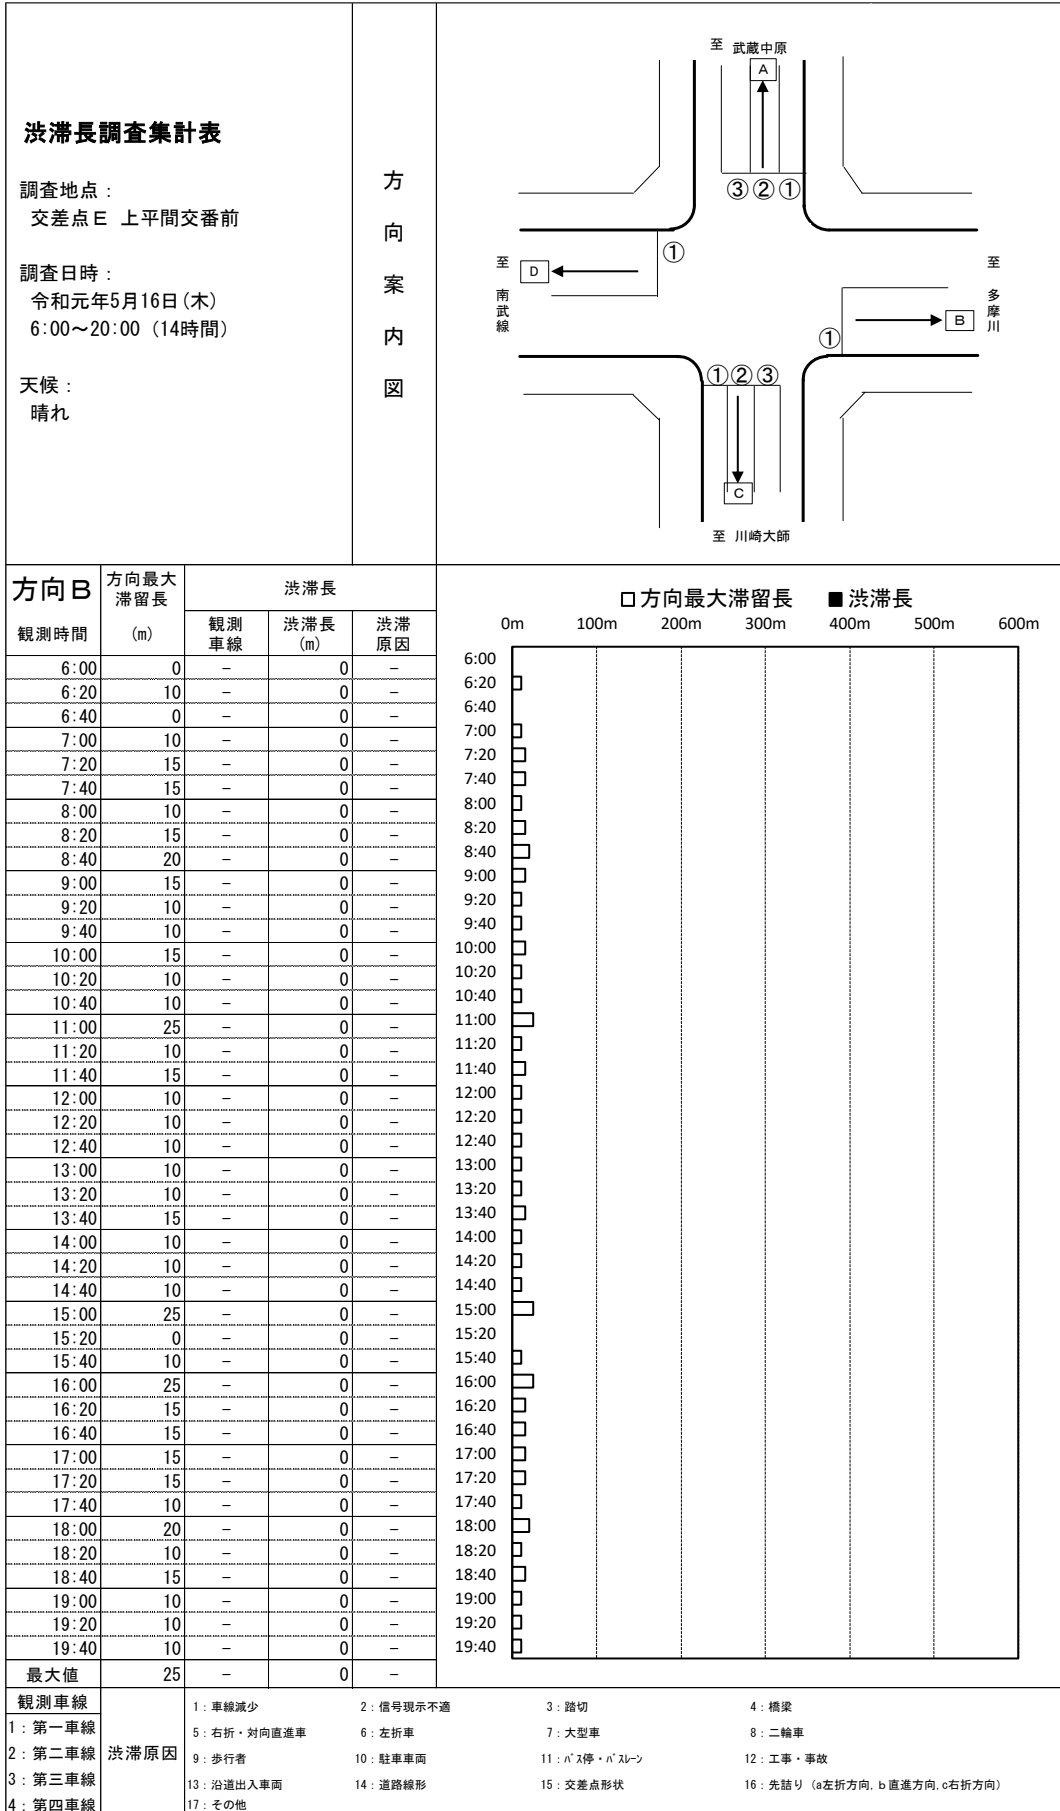 渋滞長調査集計表
調査地点：
交差点E 上平間交番前
調査日時：
令和元年5月16日(木)
6:00～20:00 (14時間)
天候：
晴れ
方向案内図
至 武蔵中原
A
③②①
①
至 南武線
D
至 多摩川
B
①
①②③
C
至 川崎大師
方向B 方向最大滞留長 渋滞長
観測時間 (m) 観測車線 渋滞長(m) 渋滞原因
6:00 0 － 0 －
6:20 10 － 0 －
6:40 0 － 0 －
7:00 10 － 0 －
7:20 15 － 0 －
7:40 15 － 0 －
8:00 10 － 0 －
8:20 15 － 0 －
8:40 20 － 0 －
9:00 15 － 0 －
9:20 10 － 0 －
9:40 10 － 0 －
10:00 15 － 0 －
10:20 10 － 0 －
10:40 10 － 0 －
11:00 25 － 0 －
11:20 10 － 0 －
11:40 15 － 0 －
12:00 10 － 0 －
12:20 10 － 0 －
12:40 10 － 0 －
13:00 10 － 0 －
13:20 10 － 0 －
13:40 15 － 0 －
14:00 10 － 0 －
14:20 10 － 0 －
14:40 10 － 0 －
15:00 25 － 0 －
15:20 0 － 0 －
15:40 10 － 0 －
16:00 25 － 0 －
16:20 15 － 0 －
16:40 15 － 0 －
17:00 15 － 0 －
17:20 15 － 0 －
17:40 10 － 0 －
18:00 20 － 0 －
18:20 10 － 0 －
18:40 15 － 0 －
19:00 10 － 0 －
19:20 10 － 0 －
19:40 10 － 0 －
最大値 25 － 0 －
□方向最大滞留長 ■渋滞長
0m 100m 200m 300m 400m 500m 600m
6:00
6:20
6:40
7:00
7:20
7:40
8:00
8:20
8:40
9:00
9:20
9:40
10:00
10:20
10:40
11:00
11:20
11:40
12:00
12:20
12:40
13:00
13:20
13:40
14:00
14:20
14:40
15:00
15:20
15:40
16:00
16:20
16:40
17:00
17:20
17:40
18:00
18:20
18:40
19:00
19:20
19:40
観測車線
1：第一車線
2：第二車線
3：第三車線
4：第四車線
渋滞原因
1：車線減少 2：信号現示不適 3：踏切 4：橋梁
5：右折・対向直進車 6：左折車 7：大型車 8：二輪車
9：歩行者 10：駐車車両 11：ﾊﾞｽ停・ﾊﾞｽﾚｰﾝ 12：工事・事故
13：沿道出入車両 14：道路線形 15：交差点形状 16：先詰り (a左折方向, b直進方向, c右折方向)
17：その他